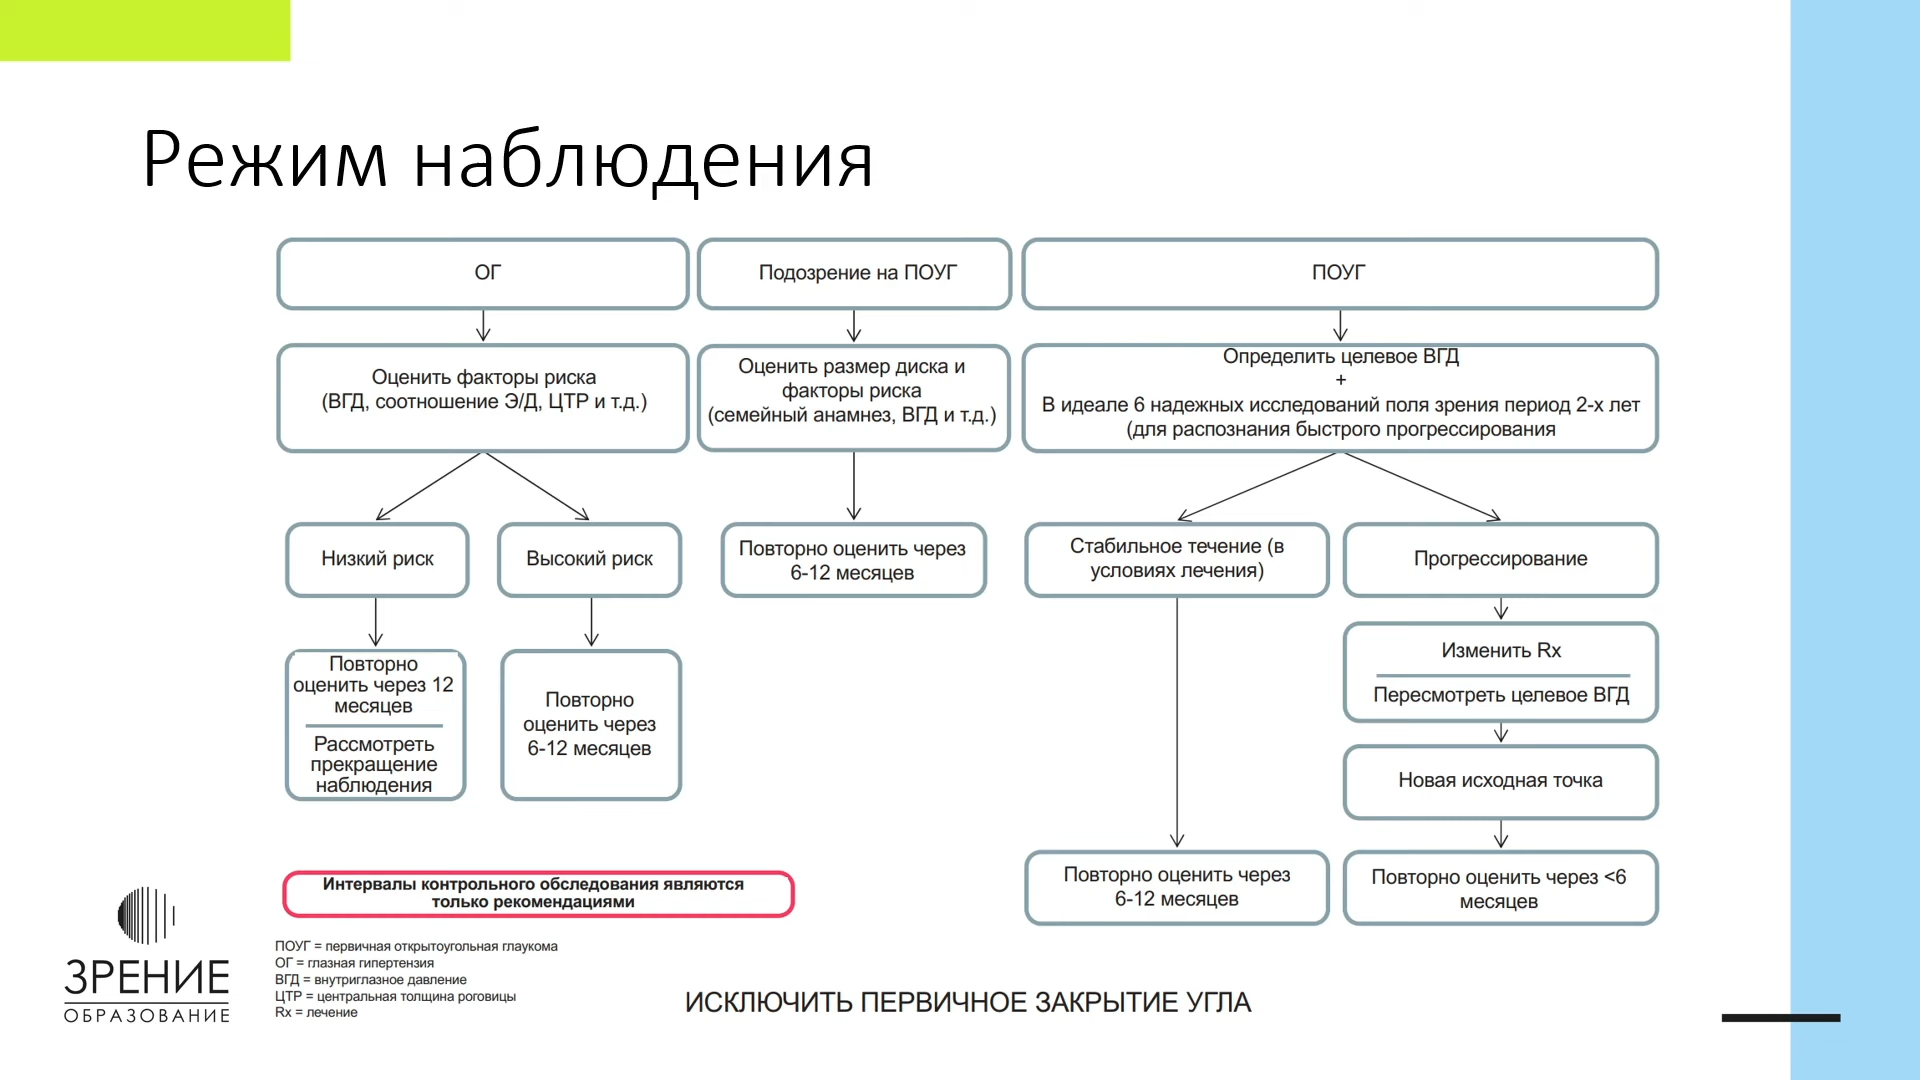 Режим наблюдения
ОГ
Подозрение на ПОУГ
ПОУГ
Оценить факторы риска
(ВГД, соотношение Э/Д, ЦТР и т.д.)
Оценить размер диска и
факторы риска
(семейный анамнез, ВГД и т.д.)
Определить целевое ВГД
+
В идеале 6 надежных исследований поля зрения период 2-х лет
(для распознания быстрого прогрессирования
Низкий риск
Высокий риск
Повторно оценить через
6-12 месяцев
Стабильное течение (в
условиях лечения)
Прогрессирование
Повторно
оценить через 12
месяцев
Рассмотреть
прекращение
наблюдения
Повторно
оценить через
6-12 месяцев
Изменить Rx
Пересмотреть целевое ВГД
Новая исходная точка
Повторно оценить через
6-12 месяцев
Повторно оценить через <6
месяцев
Интервалы контрольного обследования являются
только рекомендациями
ПОУГ = первичная открытоугольная глаукома
ОГ = глазная гипертензия
ВГД = внутриглазное давление
ЦТР = центральная толщина роговицы
Rx = лечение
ИСКЛЮЧИТЬ ПЕРВИЧНОЕ ЗАКРЫТИЕ УГЛА
ЗРЕНИЕ
ОБРАЗОВАНИЕ